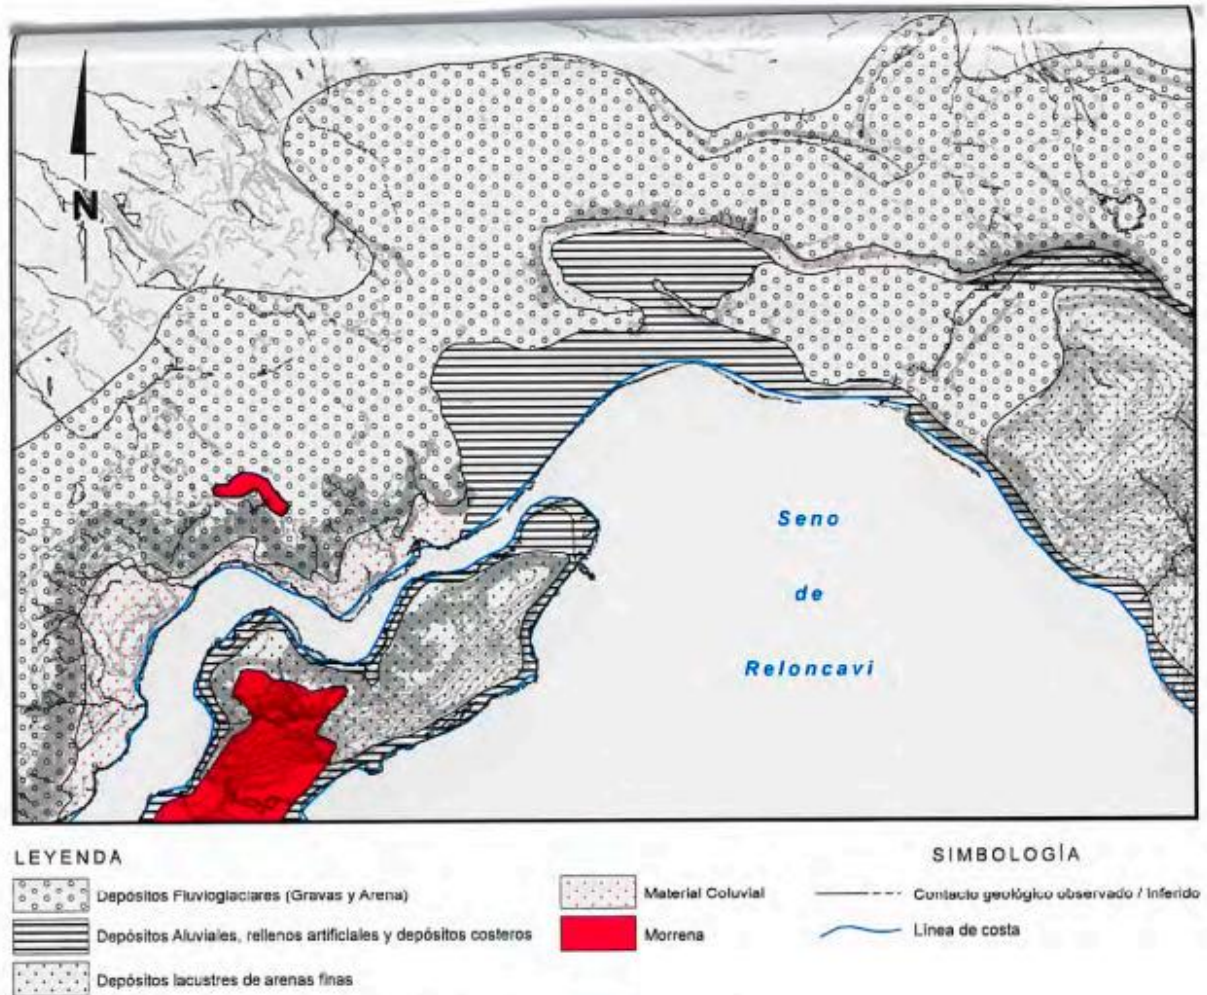 N
Seno
de
Reloncavi
LEYENDA
Depósitos Fluvioglaciares (Gravas y Arena)
Depósitos Aluviales, rellenos artificiales y depósitos costeros
Depósitos lacustres de arenas finas
Material Coluvial
Morrena
SIMBOLOGÍA
Contacto geológico observado / Inferido
Línea de costa